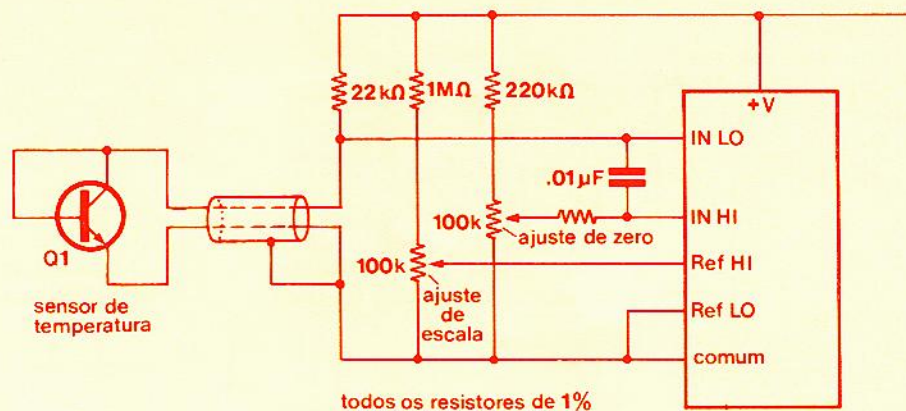 22kΩ
1MΩ
220kΩ
+V
IN LO
.01µF
IN HI
100k
ajuste de zero
Q1
100k
Ref HI
sensor de
temperatura
ajuste
de
escala
Ref LO
comum
todos os resistores de 1%